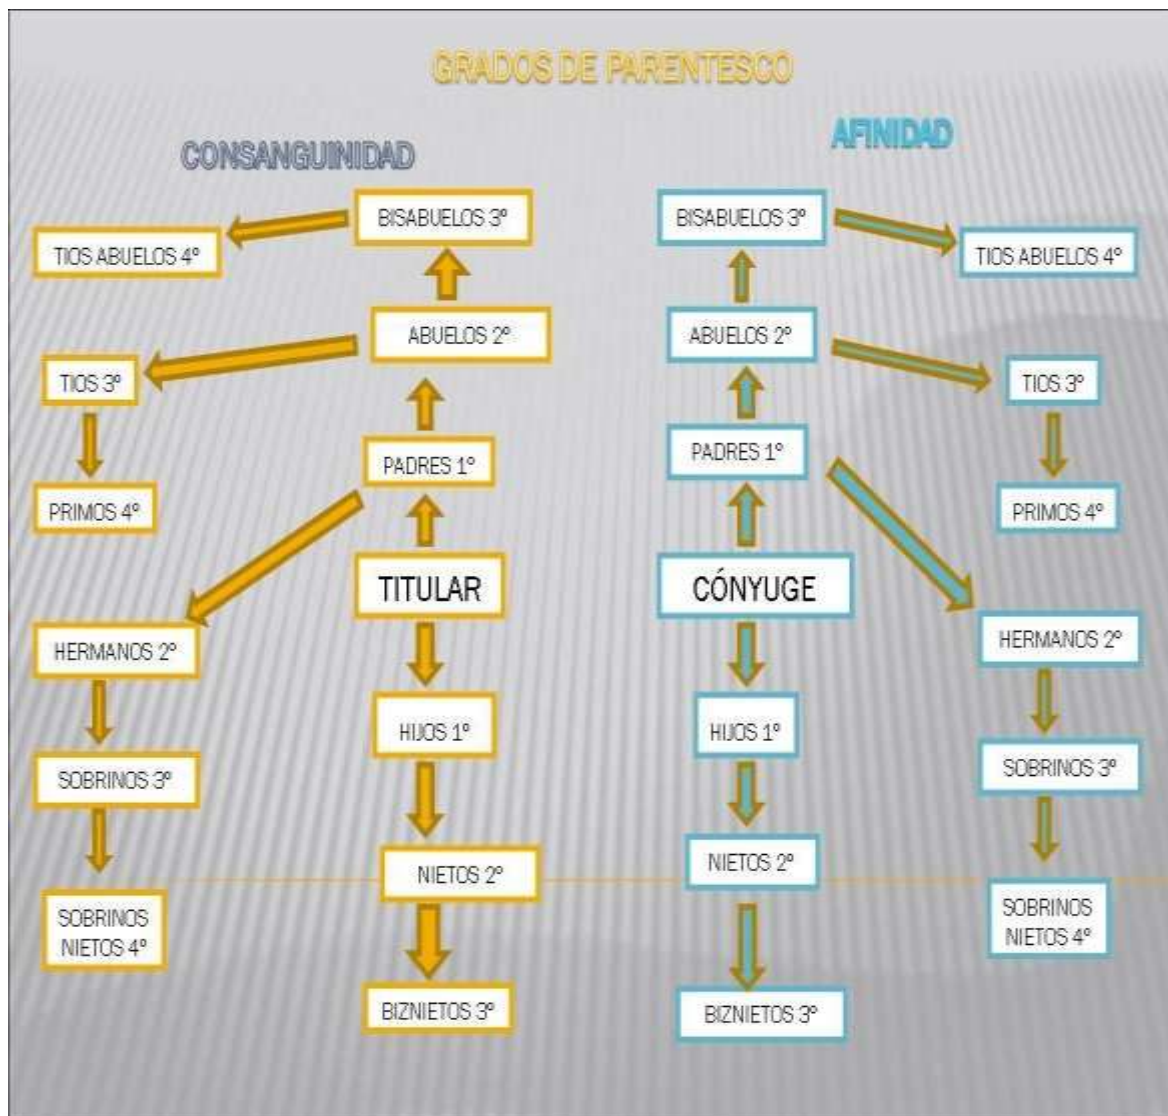 GRADOS DE PARENTESCO
CONSANGUINIDAD
AFINIDAD
BISABUELOS 3º
TIOS ABUELOS 4º
ABUELOS 2º
TIOS 3º
PADRES 1º
PRIMOS 4º
TITULAR
HERMANOS 2º
HIJOS 1º
SOBRINOS 3º
NIETOS 2º
SOBRINOS
NIETOS 4º
BIZNIETOS 3º
BISABUELOS 3º
TIOS ABUELOS 4º
ABUELOS 2º
TIOS 3º
PADRES 1º
PRIMOS 4º
CÓNYUGE
HERMANOS 2º
HIJOS 1º
SOBRINOS 3º
NIETOS 2º
SOBRINOS
NIETOS 4º
BIZNIETOS 3º